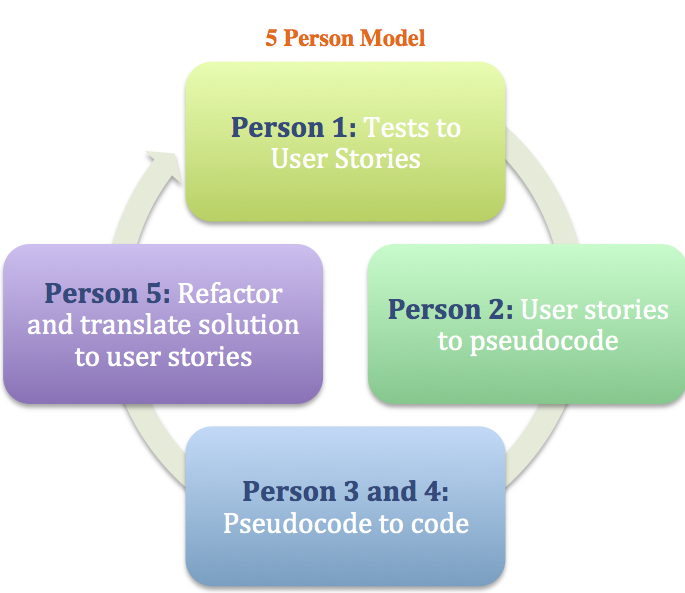 5 Person Model
Person 1: Tests to
User Stories
Person 2: User stories
to pseudocode
Person 3 and 4:
Pseudocode to code
Person 5: Refactor
and translate solution
to user stories